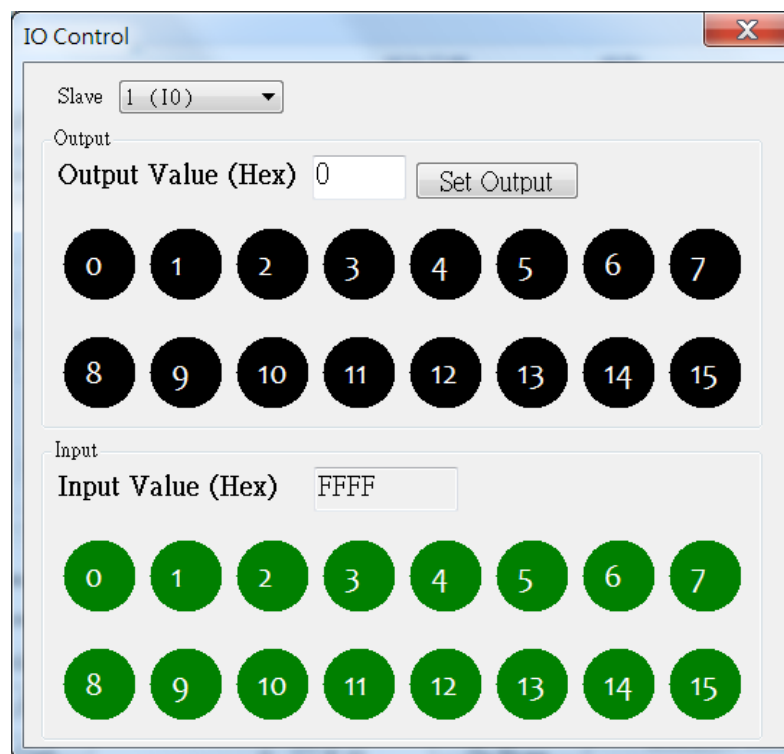 IO Control
X
Slave 1 (IO)
Output
Output Value (Hex) 0 Set Output
0 1 2 3 4 5 6 7
8 9 10 11 12 13 14 15
Input
Input Value (Hex) FFFF
0 1 2 3 4 5 6 7
8 9 10 11 12 13 14 15